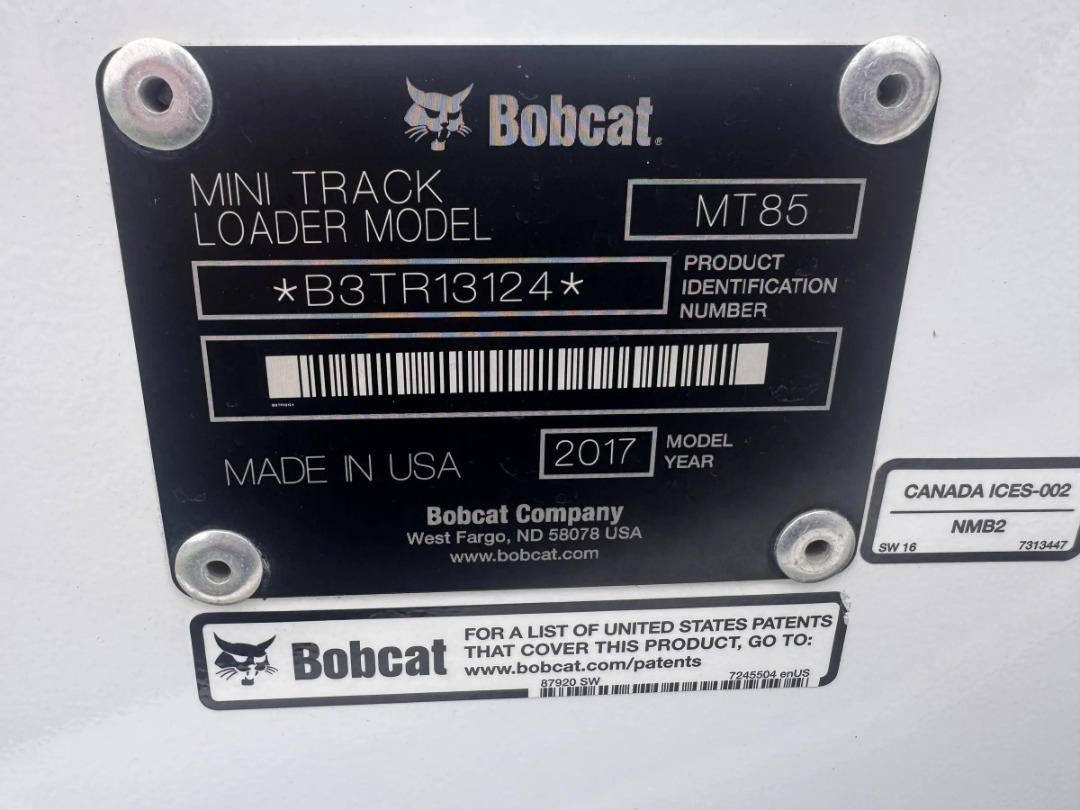 Bobcat®
MINI TRACK
LOADER MODEL
MT85
*B3TR13124*
PRODUCT
IDENTIFICATION
NUMBER
MADE IN USA
2017
MODEL
YEAR
Bobcat Company
West Fargo, ND 58078 USA
www.bobcat.com
CANADA ICES-002
NMB2
SW 16
7313447
Bobcat
FOR A LIST OF UNITED STATES PATENTS
THAT COVER THIS PRODUCT, GO TO:
www.bobcat.com/patents
87920 SW
7245504 enUS